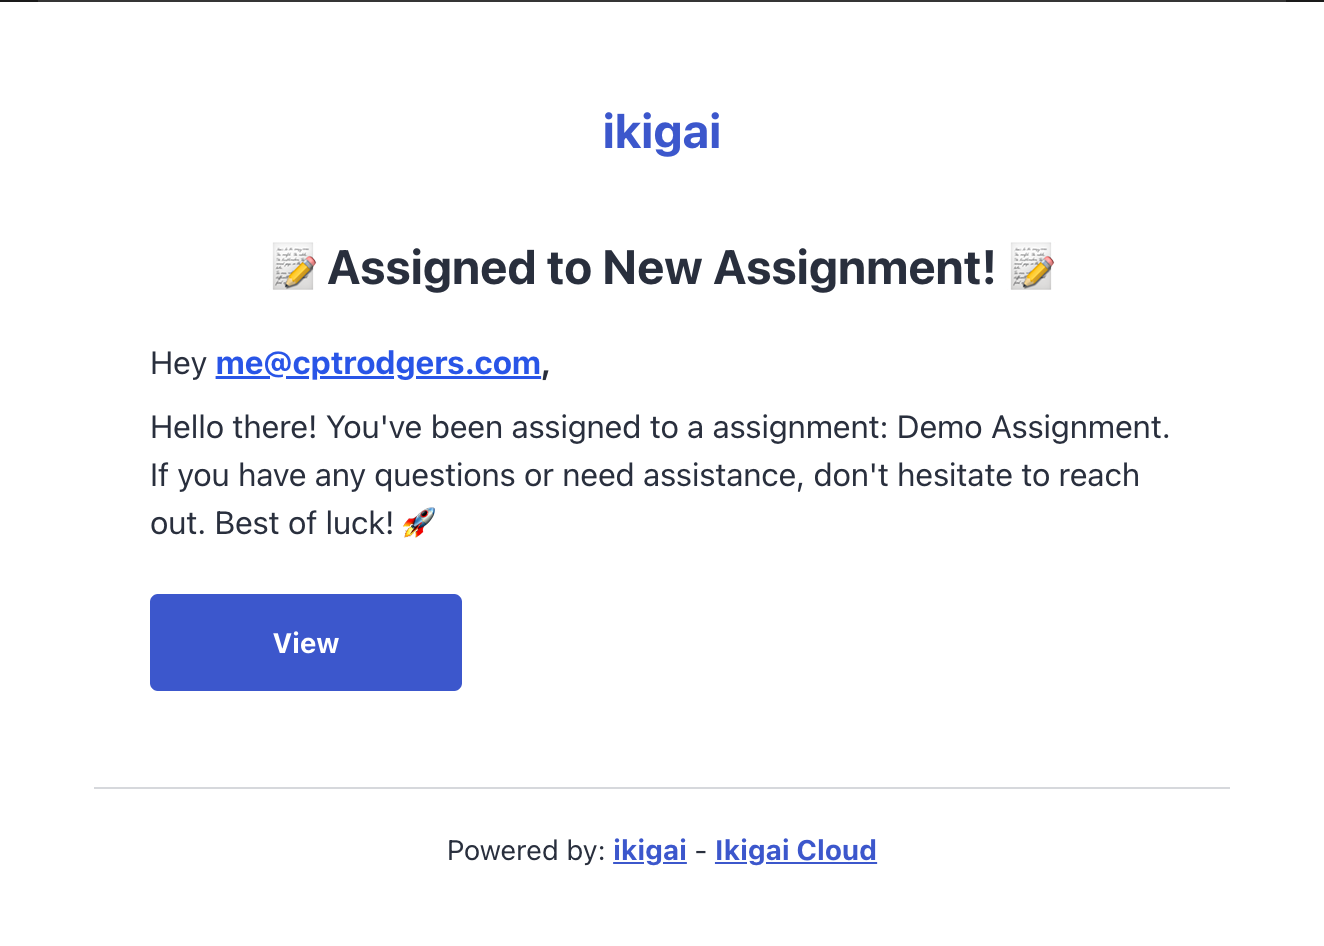 ikigai
📝 Assigned to New Assignment! 📝
Hey me@cptrodgers.com,
Hello there! You've been assigned to a assignment: Demo Assignment.
If you have any questions or need assistance, don't hesitate to reach
out. Best of luck! 🚀
View
Powered by: ikigai - Ikigai Cloud